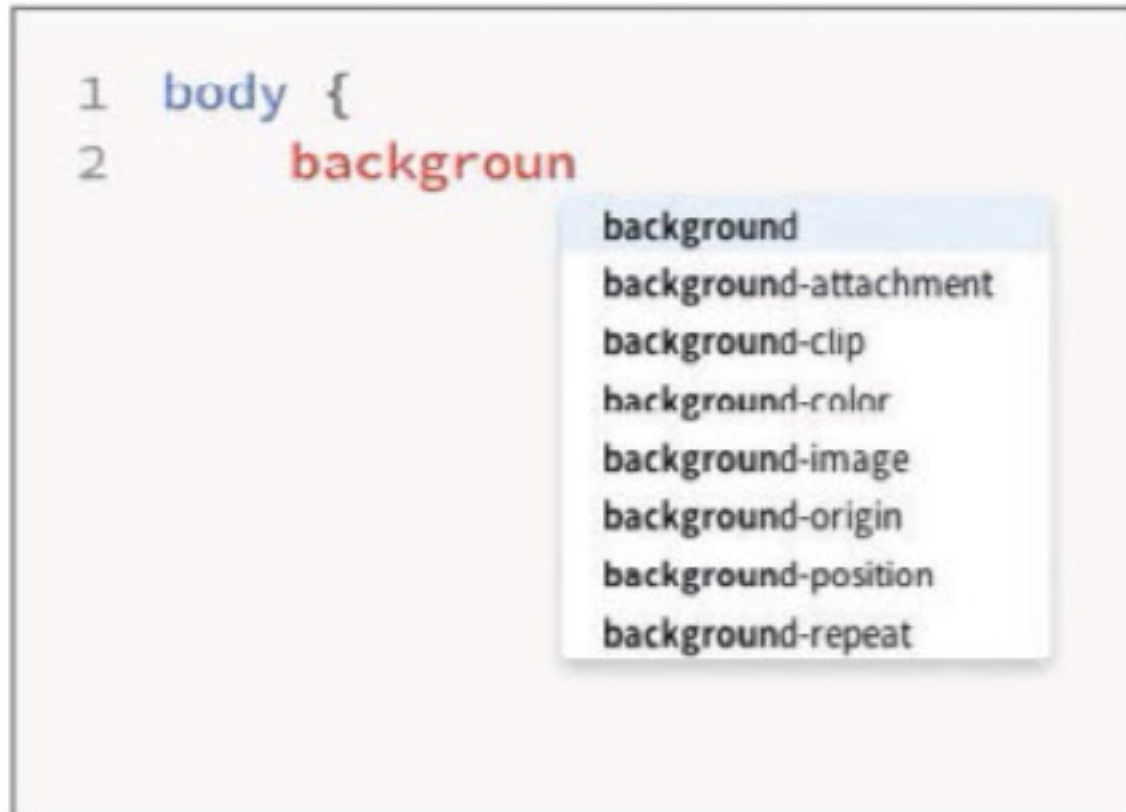 1 body {
2 backgroun
background
background-attachment
background-clip
background-color
background-image
background-origin
background-position
background-repeat